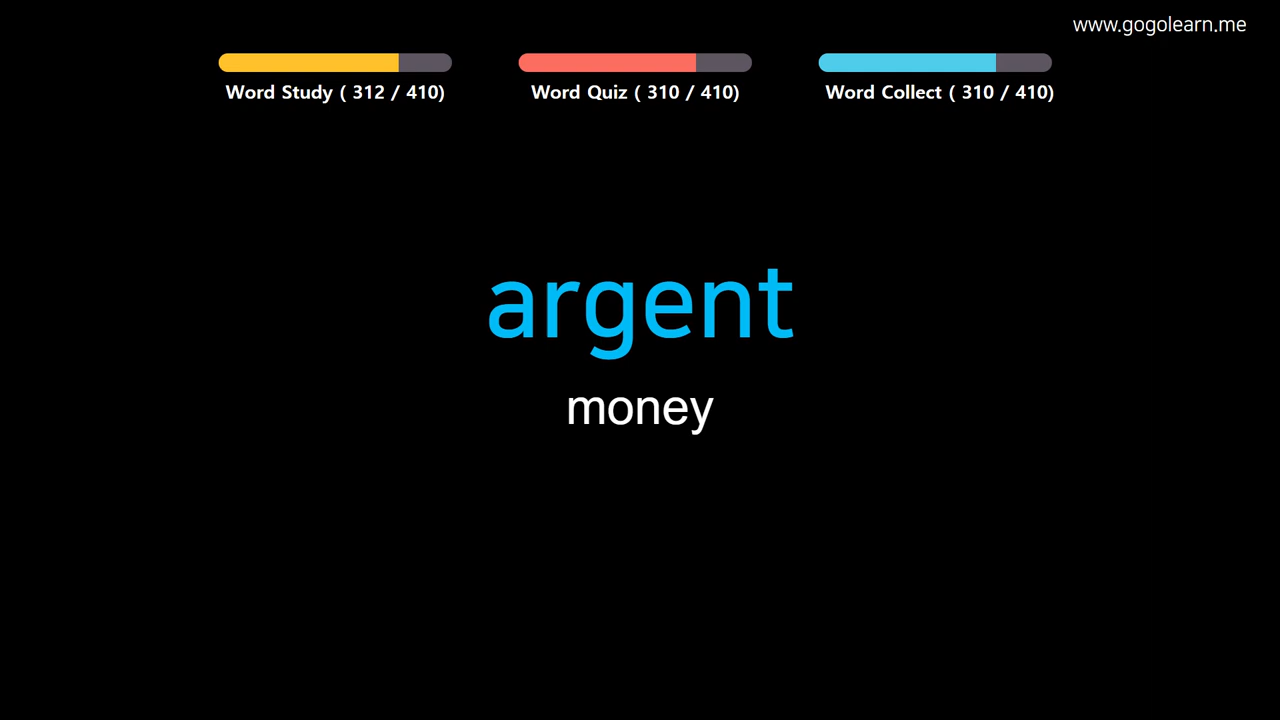 www.gogolearn.me
Word Study ( 312 / 410)
Word Quiz ( 310 / 410)
Word Collect ( 310 / 410)
argent
money